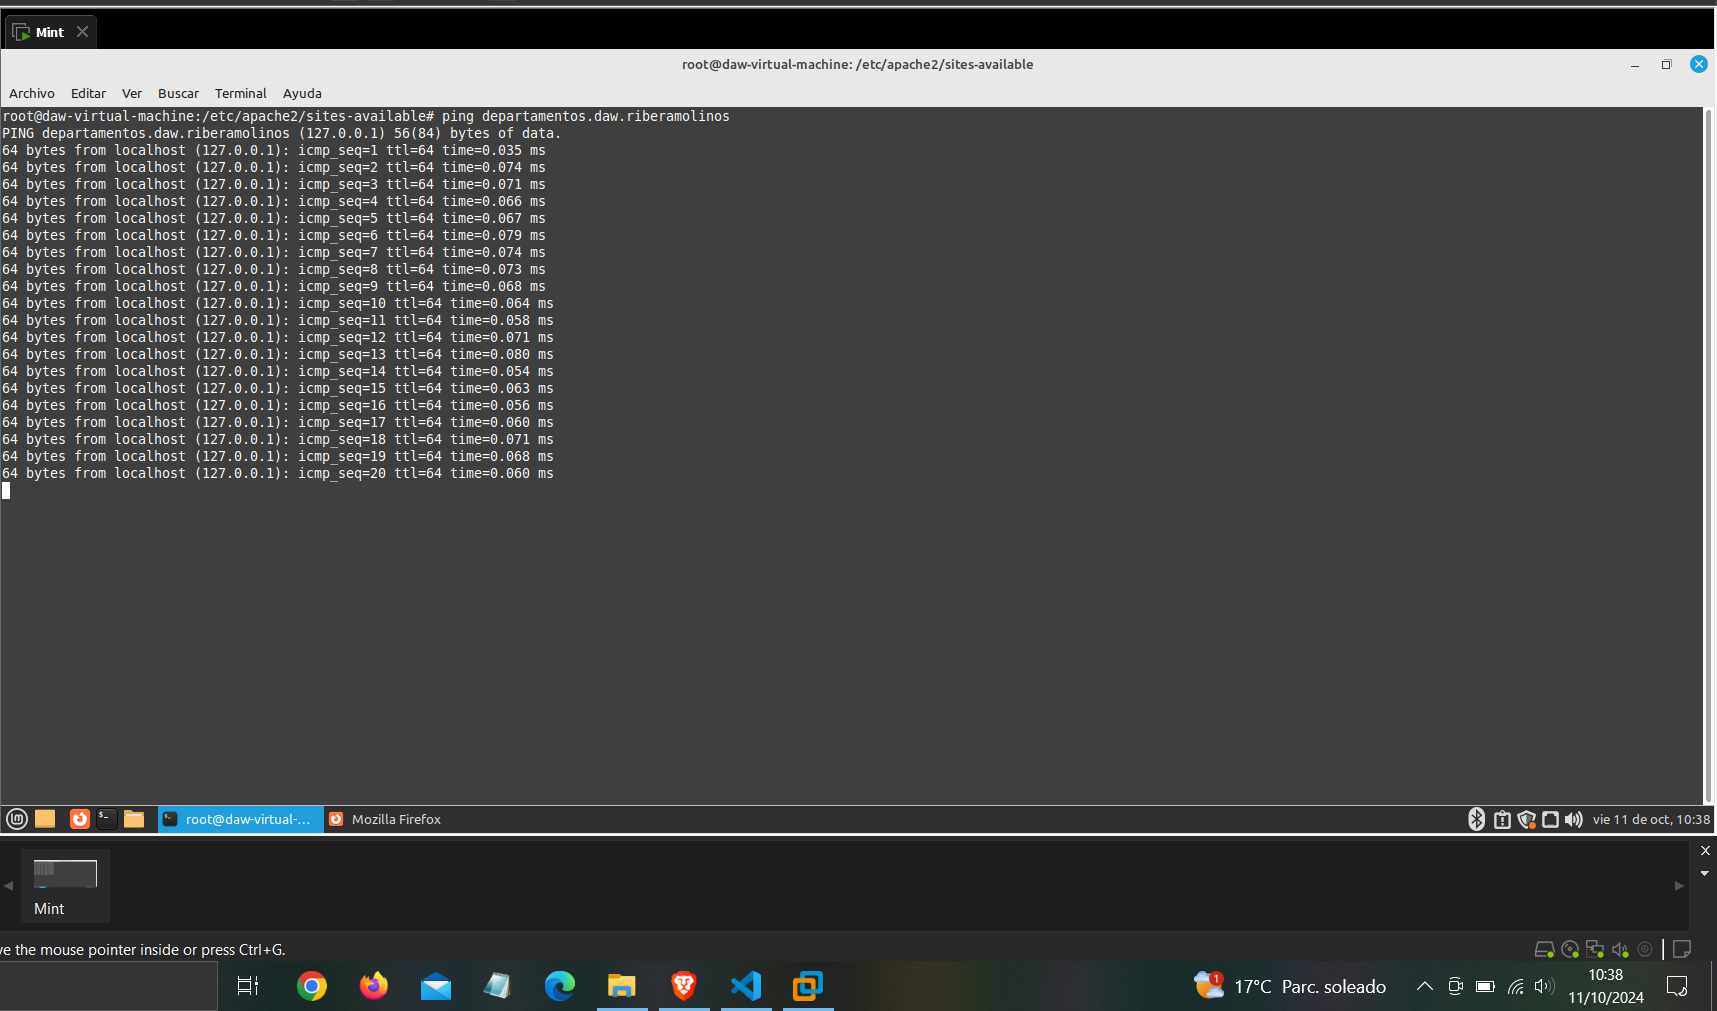 Mint
root@daw-virtual-machine: /etc/apache2/sites-available
Archivo Editar Ver Buscar Terminal Ayuda
root@daw-virtual-machine:/etc/apache2/sites-available# ping departamentos.daw.riberamolinos
PING departamentos.daw.riberamolinos (127.0.0.1) 56(84) bytes of data.
64 bytes from localhost (127.0.0.1): icmp_seq=1 ttl=64 time=0.035 ms
64 bytes from localhost (127.0.0.1): icmp_seq=2 ttl=64 time=0.074 ms
64 bytes from localhost (127.0.0.1): icmp_seq=3 ttl=64 time=0.071 ms
64 bytes from localhost (127.0.0.1): icmp_seq=4 ttl=64 time=0.066 ms
64 bytes from localhost (127.0.0.1): icmp_seq=5 ttl=64 time=0.067 ms
64 bytes from localhost (127.0.0.1): icmp_seq=6 ttl=64 time=0.079 ms
64 bytes from localhost (127.0.0.1): icmp_seq=7 ttl=64 time=0.074 ms
64 bytes from localhost (127.0.0.1): icmp_seq=8 ttl=64 time=0.073 ms
64 bytes from localhost (127.0.0.1): icmp_seq=9 ttl=64 time=0.068 ms
64 bytes from localhost (127.0.0.1): icmp_seq=10 ttl=64 time=0.064 ms
64 bytes from localhost (127.0.0.1): icmp_seq=11 ttl=64 time=0.058 ms
64 bytes from localhost (127.0.0.1): icmp_seq=12 ttl=64 time=0.071 ms
64 bytes from localhost (127.0.0.1): icmp_seq=13 ttl=64 time=0.080 ms
64 bytes from localhost (127.0.0.1): icmp_seq=14 ttl=64 time=0.054 ms
64 bytes from localhost (127.0.0.1): icmp_seq=15 ttl=64 time=0.063 ms
64 bytes from localhost (127.0.0.1): icmp_seq=16 ttl=64 time=0.056 ms
64 bytes from localhost (127.0.0.1): icmp_seq=17 ttl=64 time=0.060 ms
64 bytes from localhost (127.0.0.1): icmp_seq=18 ttl=64 time=0.071 ms
64 bytes from localhost (127.0.0.1): icmp_seq=19 ttl=64 time=0.068 ms
64 bytes from localhost (127.0.0.1): icmp_seq=20 ttl=64 time=0.060 ms
root@daw-virtual-... Mozilla Firefox vie 11 de oct, 10:38
Mint
ve the mouse pointer inside or press Ctrl+G.
1
17°C Parc. soleado
10:38
11/10/2024